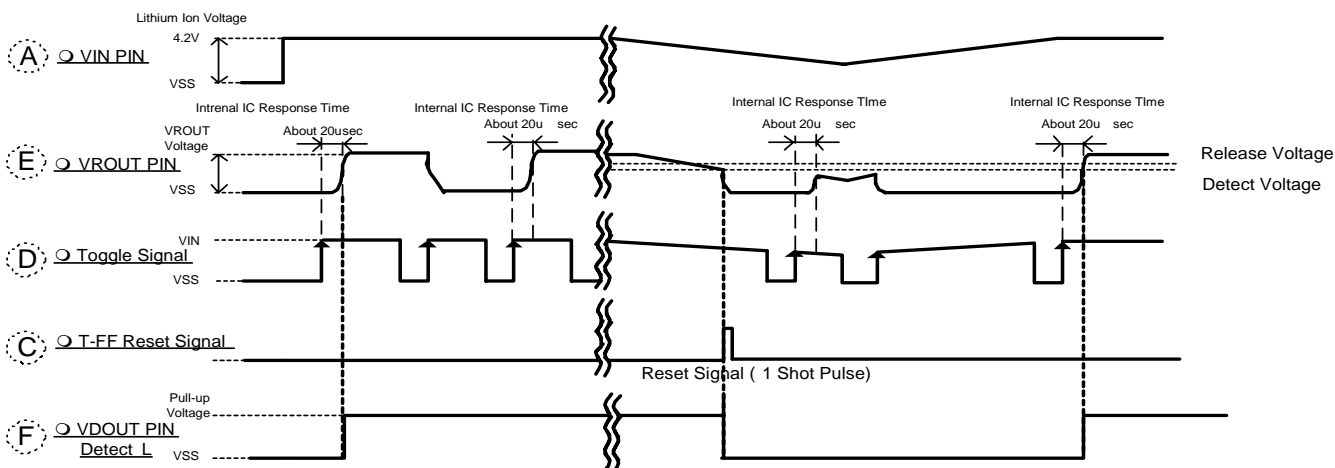 Lithium Ion Voltage
4.2V
A ○ VIN PIN
VSS
Intrenal IC Response Time
Internal IC Response Time
Internal IC Response TIme
Internal IC Response TIme
VROUT
Voltage
About 20usec
About 20u sec
About 20u sec
About 20u sec
E ○ VROUT PIN
VSS
Release Voltage
Detect Voltage
VIN
D ○ Toggle Signal
VSS
C ○ T-FF Reset Signal
Reset Signal ( 1 Shot Pulse)
Pull-up
Voltage
F ○ VDOUT PIN
Detect L
VSS